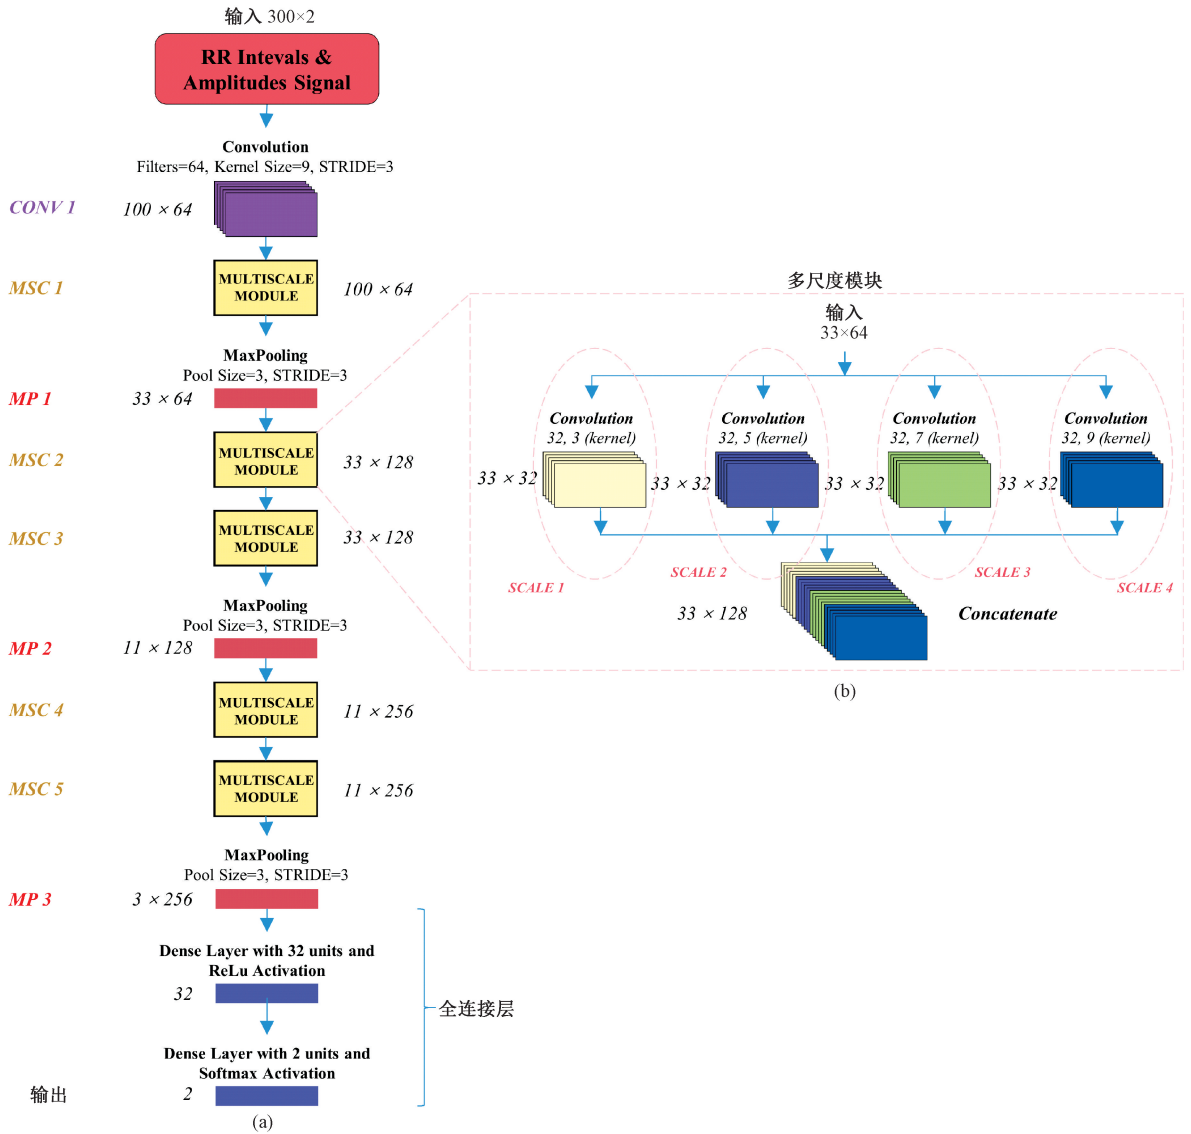 输入 300×2
RR Intevals &
Amplitudes Signal
Convolution
Filters=64, Kernel Size=9, STRIDE=3
CONV 1
100 × 64
MSC 1
MULTISCALE
MODULE
100 × 64
MaxPooling
Pool Size=3, STRIDE=3
MP 1
33 × 64
MSC 2
MULTISCALE
MODULE
33 × 128
MSC 3
MULTISCALE
MODULE
33 × 128
MaxPooling
Pool Size=3, STRIDE=3
MP 2
11 × 128
MSC 4
MULTISCALE
MODULE
11 × 256
MSC 5
MULTISCALE
MODULE
11 × 256
MaxPooling
Pool Size=3, STRIDE=3
MP 3
3 × 256
Dense Layer with 32 units and
ReLu Activation
32
全连接层
Dense Layer with 2 units and
Softmax Activation
输出
2
(a)
多尺度模块
输入
33×64
Convolution
32, 3 (kernel)
33 × 32
Convolution
32, 5 (kernel)
33 × 32
Convolution
32, 7 (kernel)
33 × 32
Convolution
32, 9 (kernel)
33 × 32
SCALE 1
SCALE 2
SCALE 3
SCALE 4
33 × 128
Concatenate
(b)